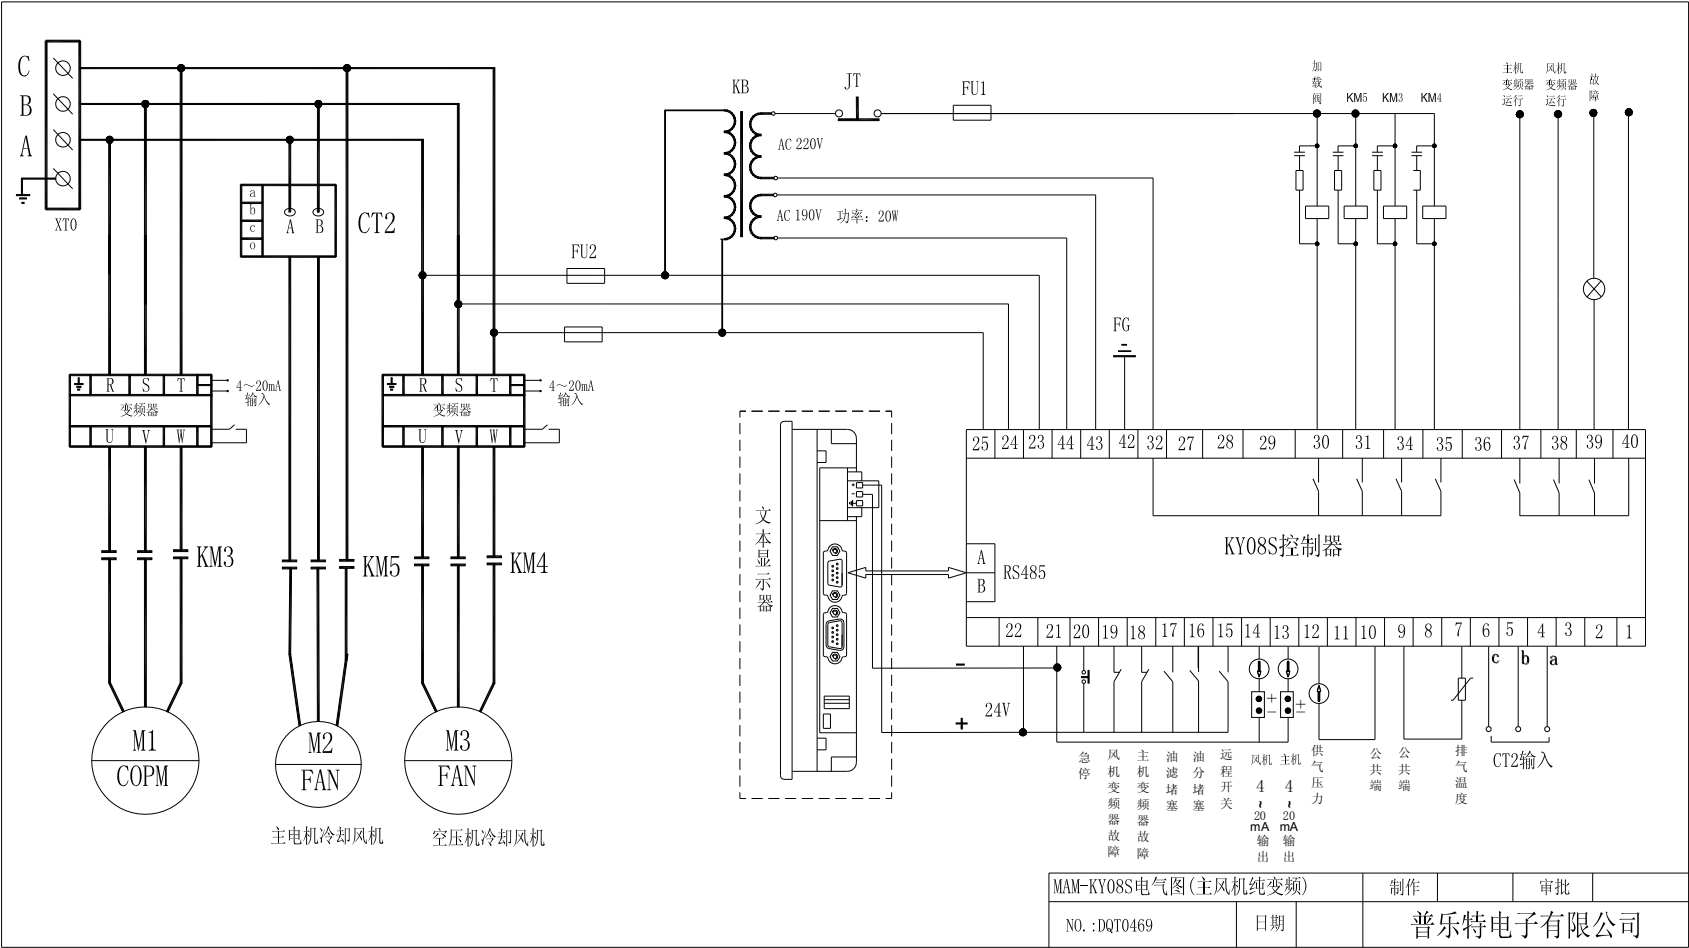 C
B
A
XT0
a
b
c
o
A B
CT2
KB
JT
FU1
AC 220V
AC 190V 功率：20W
FU2
FG
加载阀
KM5
KM3
KM4
主机
变频器
运行
风机
变频器
运行
故障
R S T
变频器
U V W
4～20mA
输入
R S T
变频器
U V W
4～20mA
输入
KM3
KM5
KM4
M1
COPM
M2
FAN
M3
FAN
主电机冷却风机
空压机冷却风机
文本显示器
+
-
25 24 23 44 43 42 32 27 28 29 30 31 34 35 36 37 38 39 40
KY08S控制器
A
B
RS485
22 21 20 19 18 17 16 15 14 13 12 11 10 9 8 7 6 5 4 3 2 1
c b a
-
+
24V
+
-
+
-
急停
风机变频器故障
主机变频器故障
油滤堵塞
油分堵塞
远程开关
风机
4~20mA输出
主机
4~20mA输出
供气压力
公共端
公共端
排气温度
CT2输入
MAM-KY08S电气图(主风机纯变频)
制作
审批
NO.:DQT0469
日期
普乐特电子有限公司